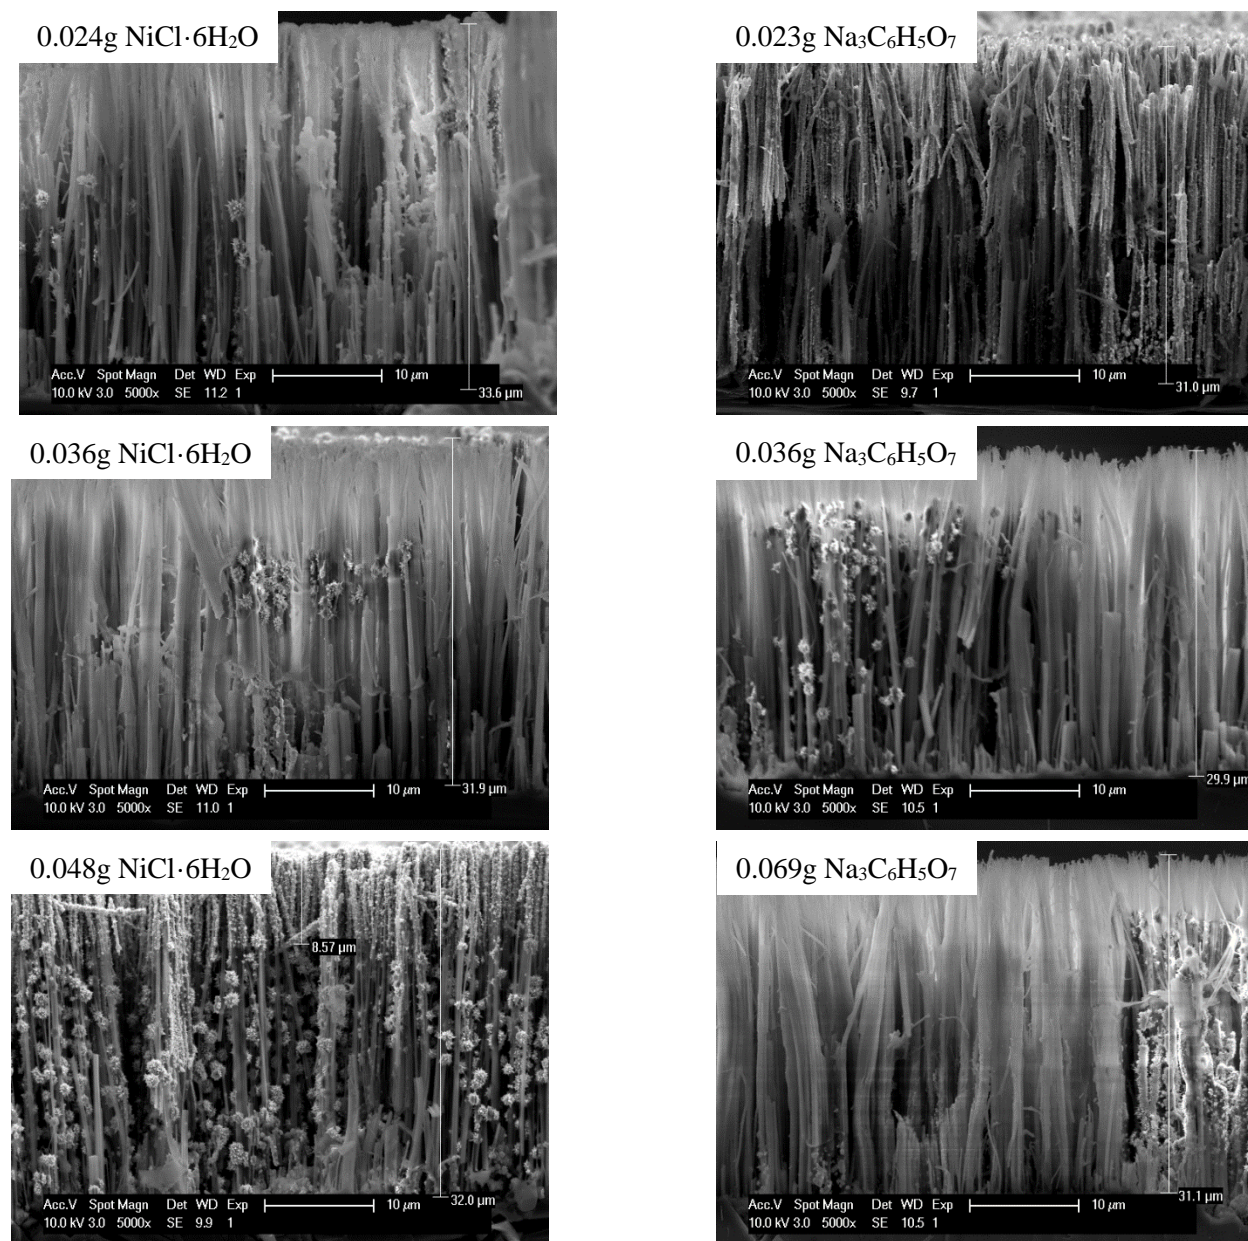 0.024g NiCl·6H₂O
Acc.V Spot Magn Det WD Exp
10.0 kV 3.0 5000x SE 11.2 1
10 µm
33.6 µm
0.023g Na₃C₆H₅O₇
Acc.V Spot Magn Det WD Exp
10.0 kV 3.0 5000x SE 9.7 1
10 µm
31.0 µm
0.036g NiCl·6H₂O
Acc.V Spot Magn Det WD Exp
10.0 kV 3.0 5000x SE 11.0 1
10 µm
31.9 µm
0.036g Na₃C₆H₅O₇
Acc.V Spot Magn Det WD Exp
10.0 kV 3.0 5000x SE 10.5 1
10 µm
29.9 µm
0.048g NiCl·6H₂O
8.57 µm
Acc.V Spot Magn Det WD Exp
10.0 kV 3.0 5000x SE 9.9 1
10 µm
32.0 µm
0.069g Na₃C₆H₅O₇
Acc.V Spot Magn Det WD Exp
10.0 kV 3.0 5000x SE 10.5 1
10 µm
31.1 µm